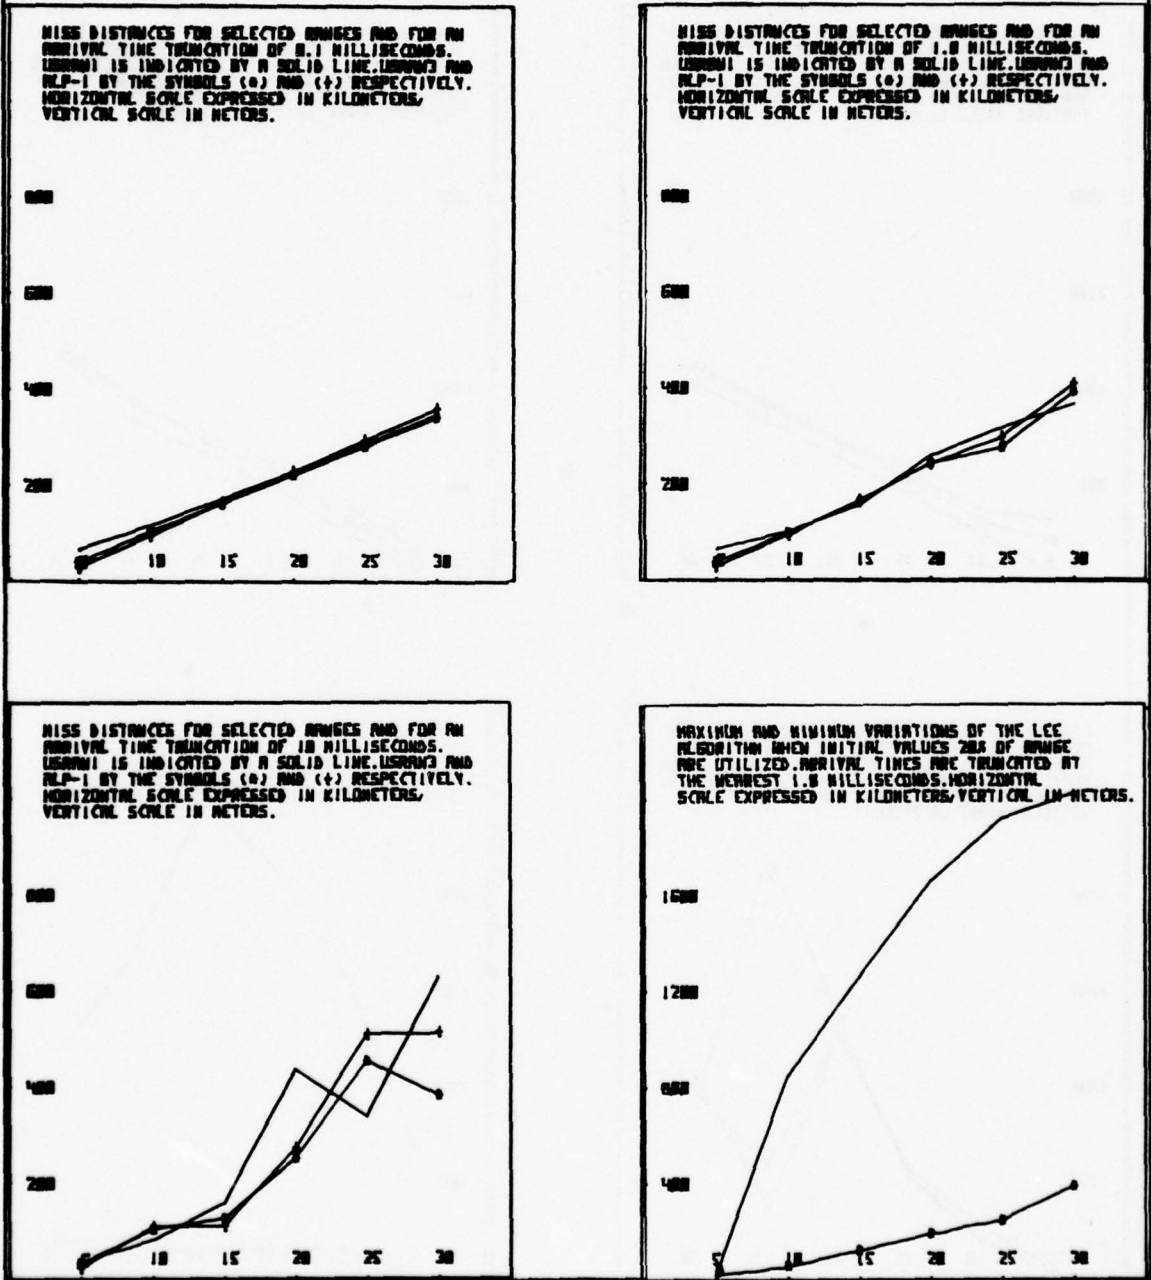 MISS DISTANCES FOR SELECTED RANGES AND FOR AN
ARRIVAL TIME TRUNCATION OF 0.1 MILLISECONDS.
USRAN1 IS INDICATED BY A SOLID LINE.USRAN3 AND
ALP-1 BY THE SYMBOLS (o) AND (+) RESPECTIVELY.
HORIZONTAL SCALE EXPRESSED IN KILOMETERS,
VERTICAL SCALE IN METERS.
800
600
400
200
5 10 15 20 25 30
MISS DISTANCES FOR SELECTED RANGES AND FOR AN
ARRIVAL TIME TRUNCATION OF 1.0 MILLISECONDS.
USRAN1 IS INDICATED BY A SOLID LINE.USRAN3 AND
ALP-1 BY THE SYMBOLS (o) AND (+) RESPECTIVELY.
HORIZONTAL SCALE EXPRESSED IN KILOMETERS,
VERTICAL SCALE IN METERS.
800
600
400
200
5 10 15 20 25 30
MISS DISTANCES FOR SELECTED RANGES AND FOR AN
ARRIVAL TIME TRUNCATION OF 10 MILLISECONDS.
USRAN1 IS INDICATED BY A SOLID LINE.USRAN3 AND
ALP-1 BY THE SYMBOLS (o) AND (+) RESPECTIVELY.
HORIZONTAL SCALE EXPRESSED IN KILOMETERS,
VERTICAL SCALE IN METERS.
800
600
400
200
5 10 15 20 25 30
MAXIMUM AND MINIMUM VARIATIONS OF THE LEE
ALGORITHM WHEN INITIAL VALUES 20% OF RANGE
ARE UTILIZED.ARRIVAL TIMES ARE TRUNCATED AT
THE NEAREST 1.0 MILLISECONDS.HORIZONTAL
SCALE EXPRESSED IN KILOMETERS,VERTICAL IN METERS.
1600
1200
800
400
5 10 15 20 25 30